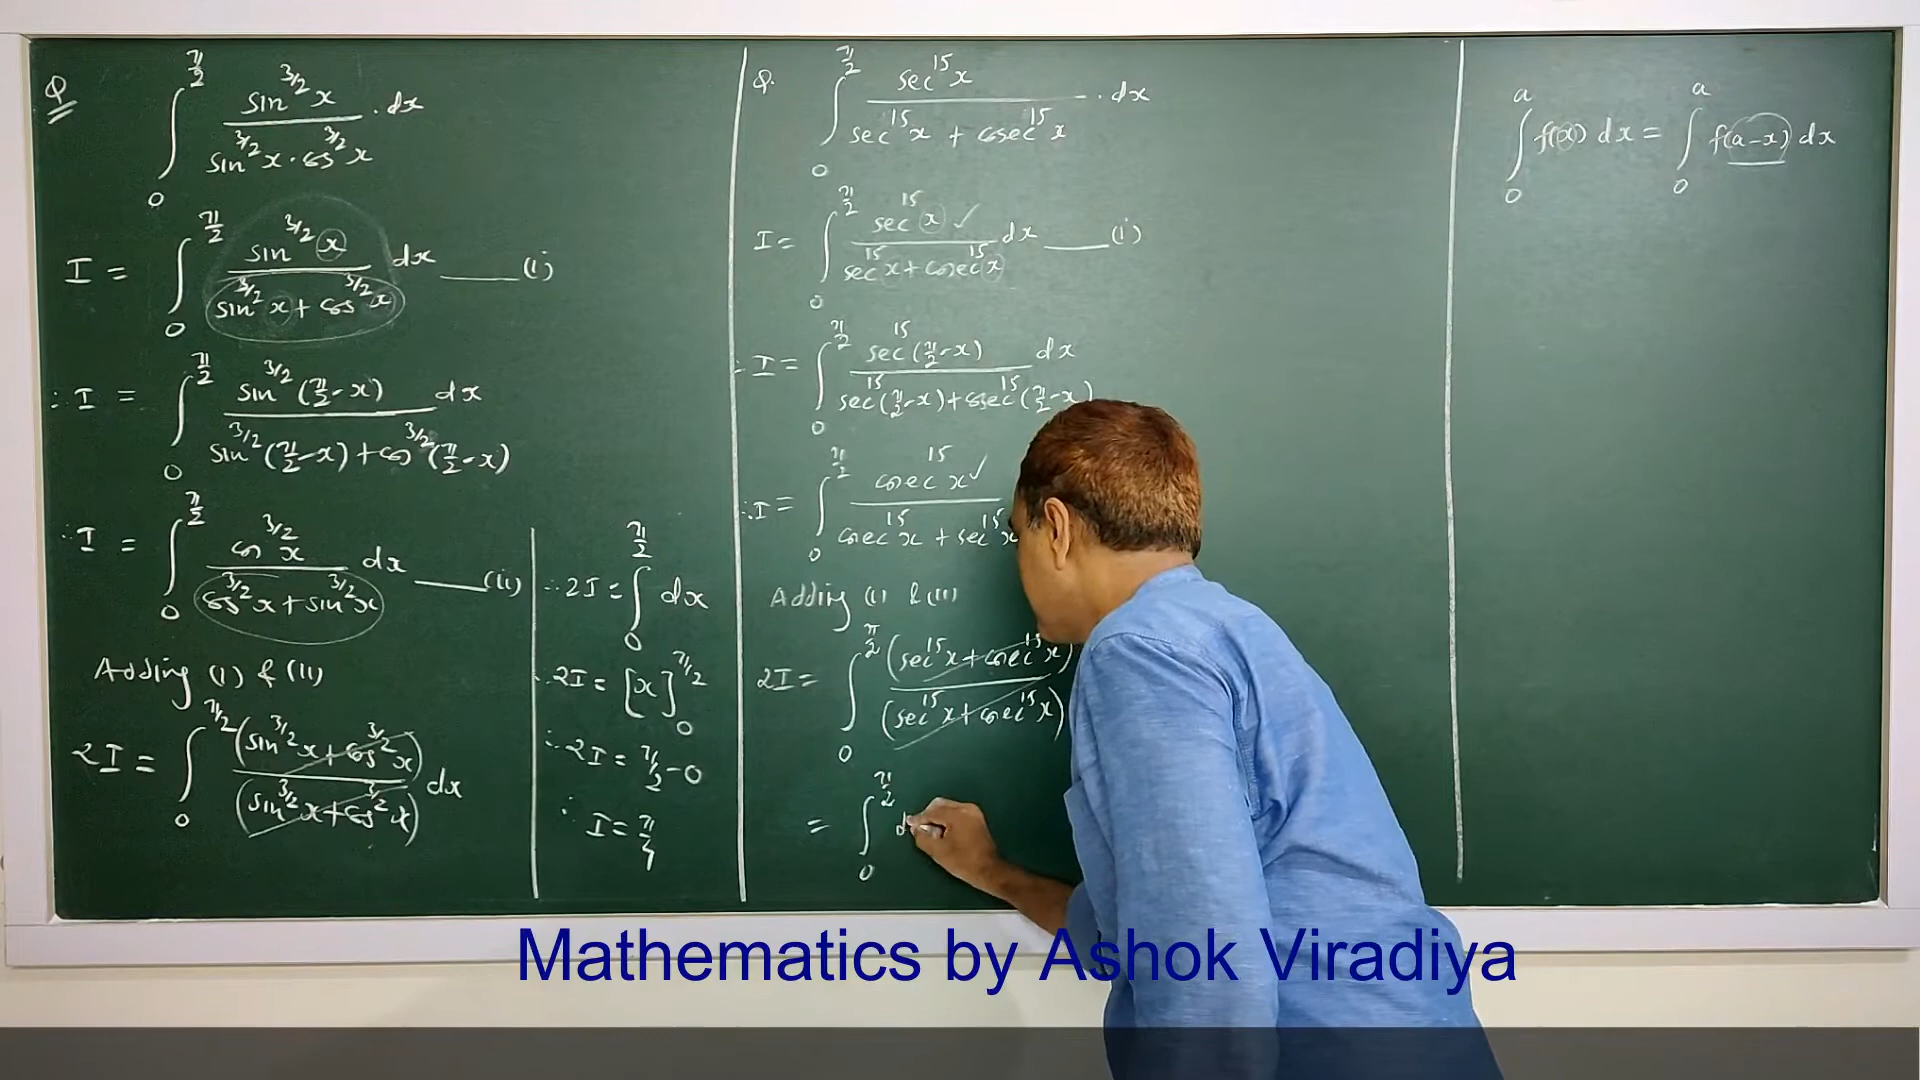 Q ∫₀^(π/2) sin^(3/2) x / (sin^(3/2) x · cos^(3/2) x) . dx
I = ∫₀^(π/2) sin^(3/2) x / (sin^(3/2) x + cos^(3/2) x) dx ____ (i)
∴ I = ∫₀^(π/2) sin^(3/2) (π/2 - x) dx / (sin^(3/2) (π/2 - x) + cos^(3/2) (π/2 - x))
∴ I = ∫₀^(π/2) cos^(3/2) x / (cos^(3/2) x + sin^(3/2) x) dx ____ (ii)
Adding (i) & (ii)
2I = ∫₀^(π/2) (sin^(3/2) x + cos^(3/2) x) / (sin^(3/2) x + cos^(3/2) x) dx
∴ 2I = ∫₀^(π/2) dx
∴ 2I = [x]₀^(π/2)
∴ 2I = π/2 - 0
∴ I = π/4
Q. ∫₀^(π/2) sec^15 x / (sec^15 x + cosec^15 x) . dx
I = ∫₀^(π/2) sec^15 x ✓ / (sec^15 x + cosec^15 x) dx ____ (i)
∴ I = ∫₀^(π/2) sec^15 (π/2 - x) dx / (sec^15 (π/2 - x) + cosec^15 (π/2 - x))
∴ I = ∫₀^(π/2) cosec^15 x ✓ / (cosec^15 x + sec^15 x
Adding (i) & (ii)
2I = ∫₀^(π/2) (sec^15 x + cosec^15 x) / (sec^15 x + cosec^15 x)
= ∫₀^(π/2) d
∫₀^a f(x) dx = ∫₀^a f(a-x) dx
Mathematics by Ashok Viradiya